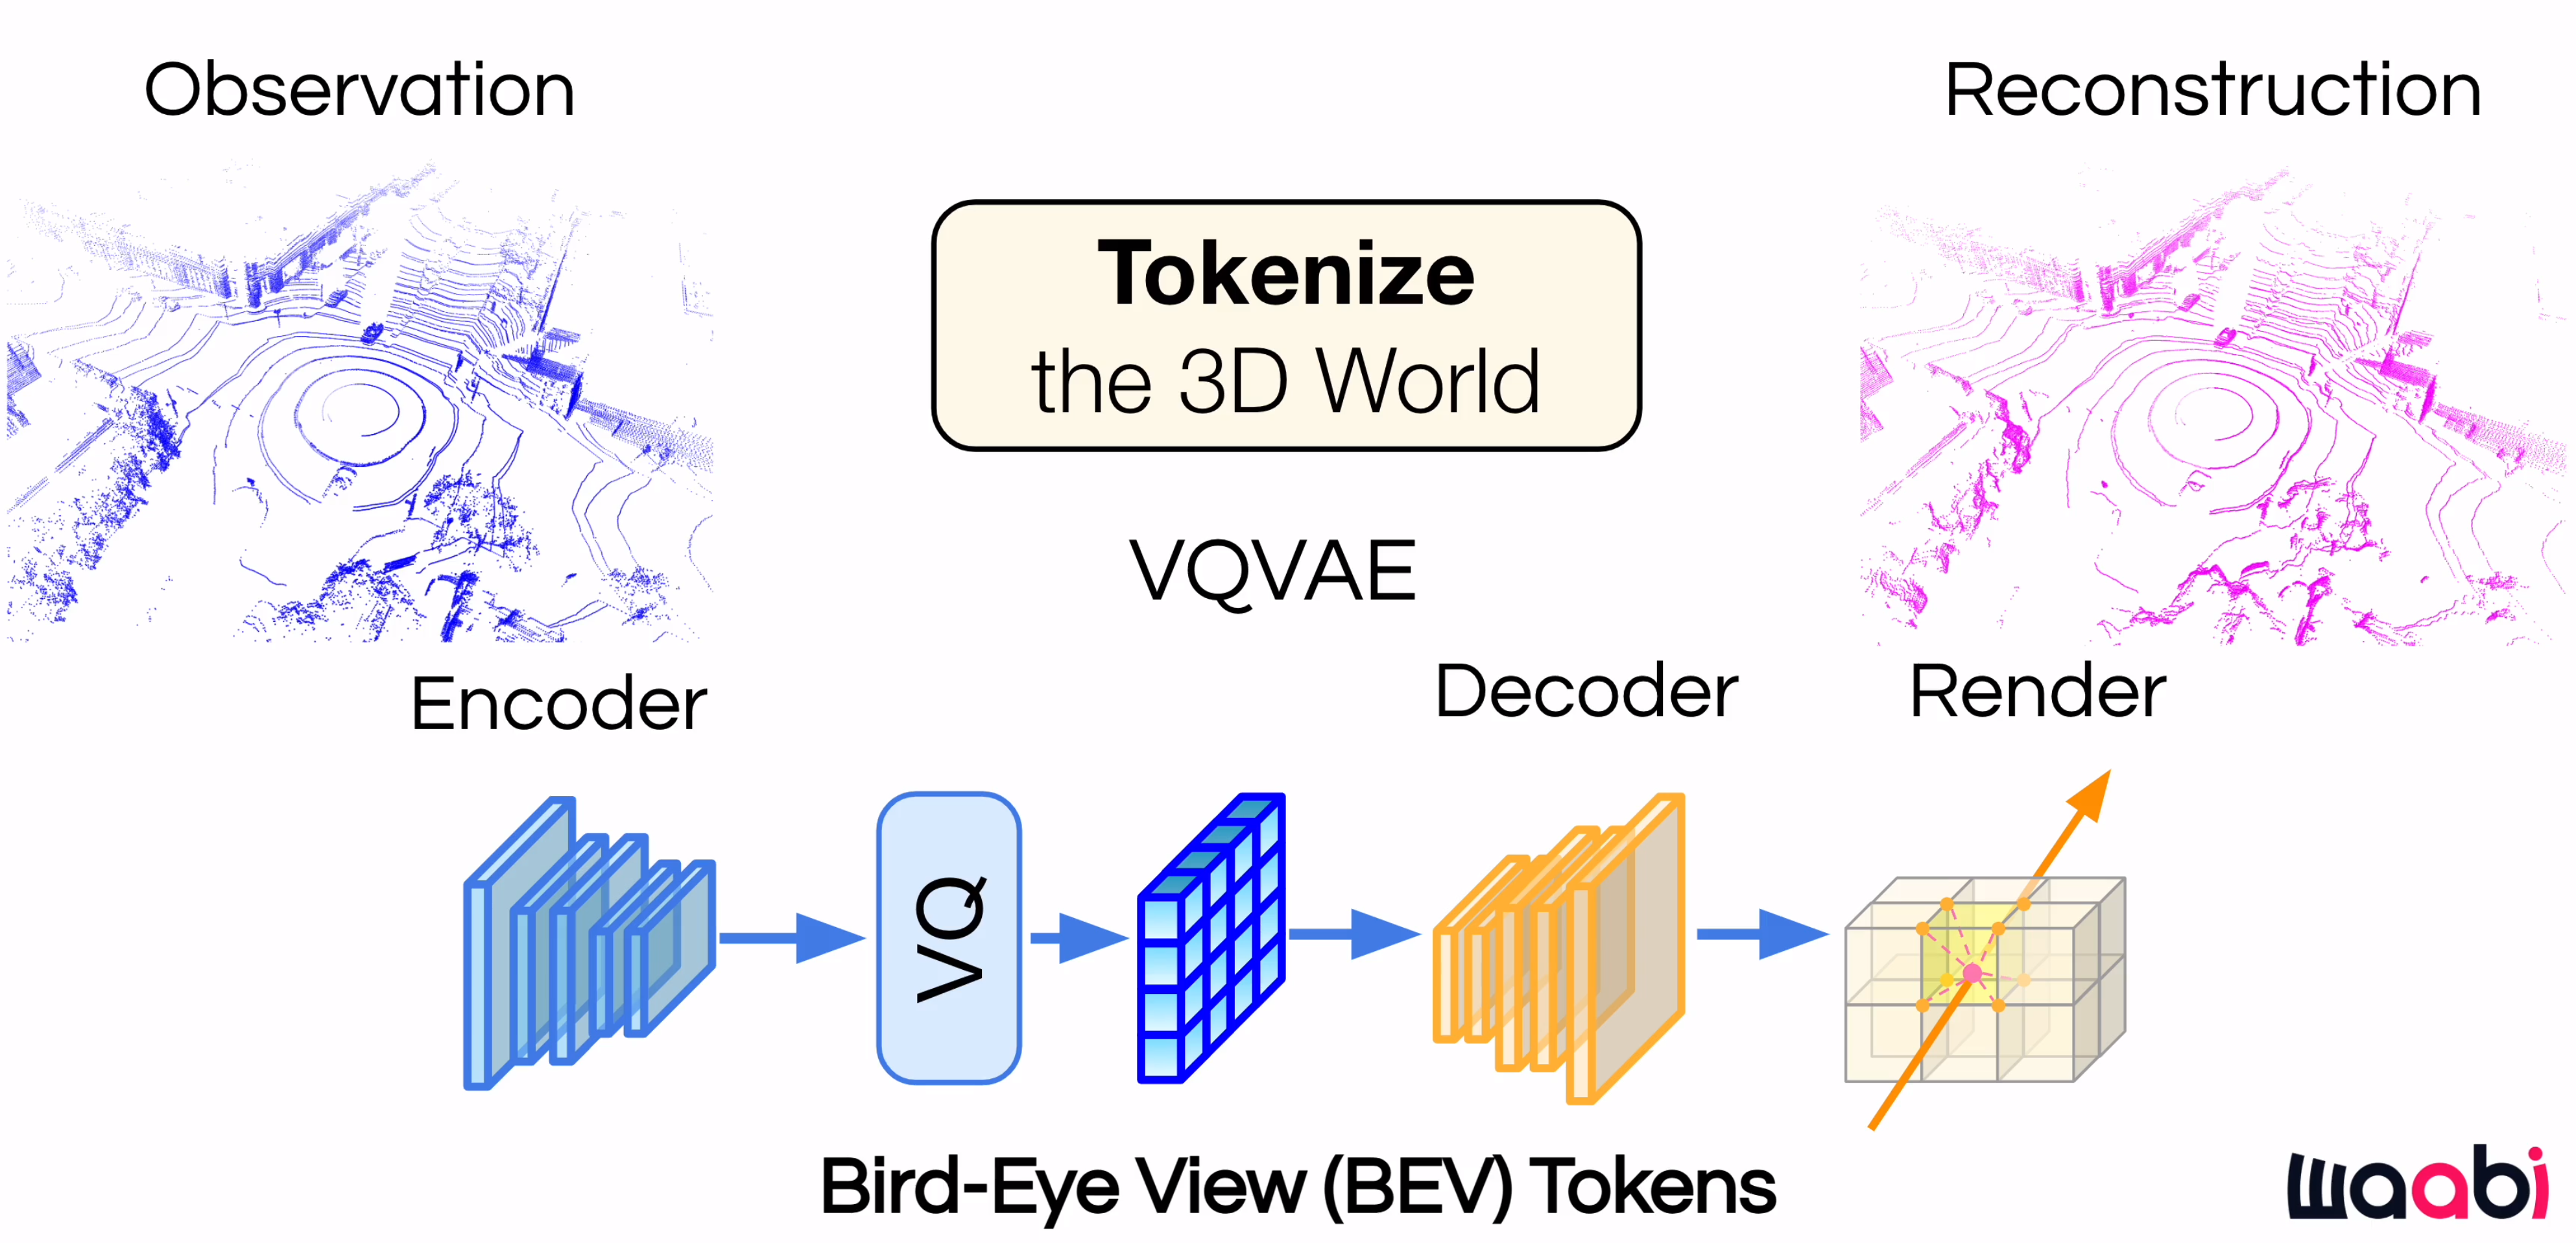 Observation
Reconstruction
Tokenize
the 3D World
VQVAE
Encoder
Decoder
Render
VQ
Bird-Eye View (BEV) Tokens
waabi